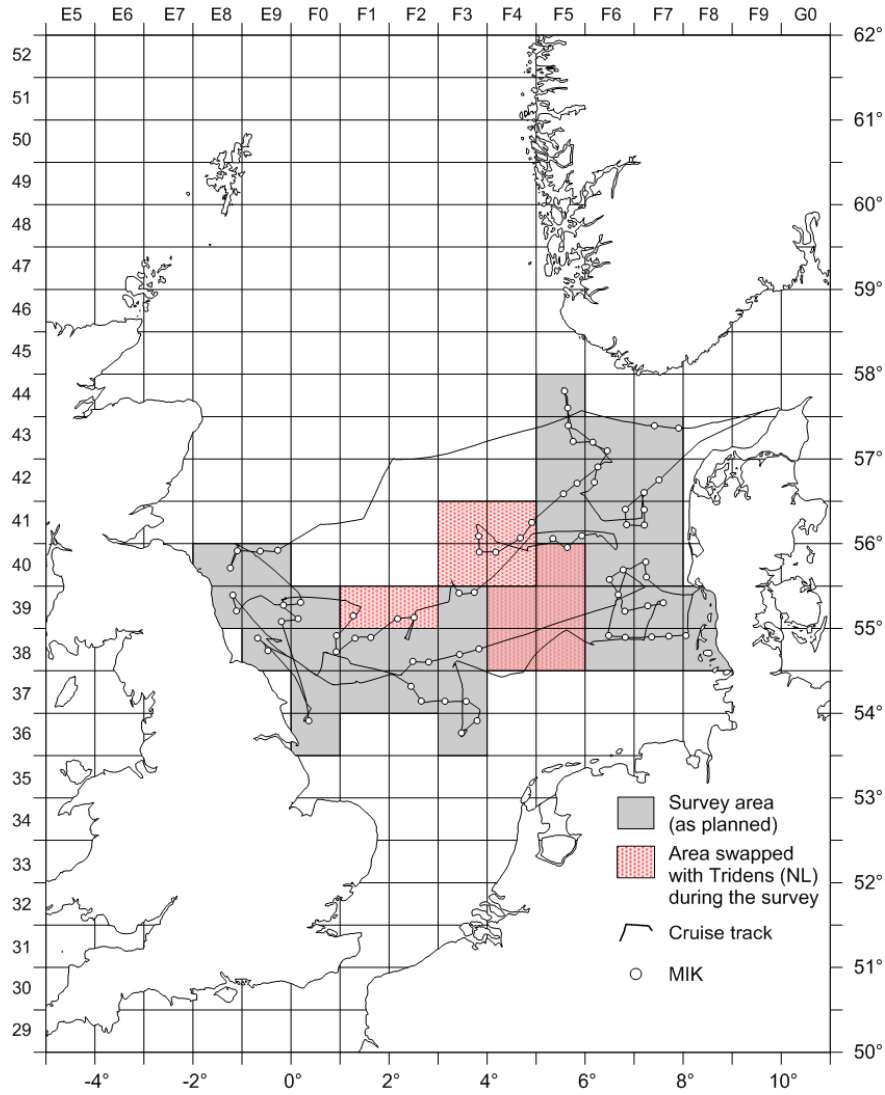 E5 E6 E7 E8 E9 F0 F1 F2 F3 F4 F5 F6 F7 F8 F9 G0
52 62°
51
50 61°
49
48 60°
47
46 59°
45
44 58°
43
42 57°
41
40 56°
39
38 55°
37
36 54°
35
34 53°
33
32 52°
31
30 51°
29
50°
Survey area
(as planned)
Area swapped
with Tridens (NL)
during the survey
Cruise track
MIK
-4° -2° 0° 2° 4° 6° 8° 10°